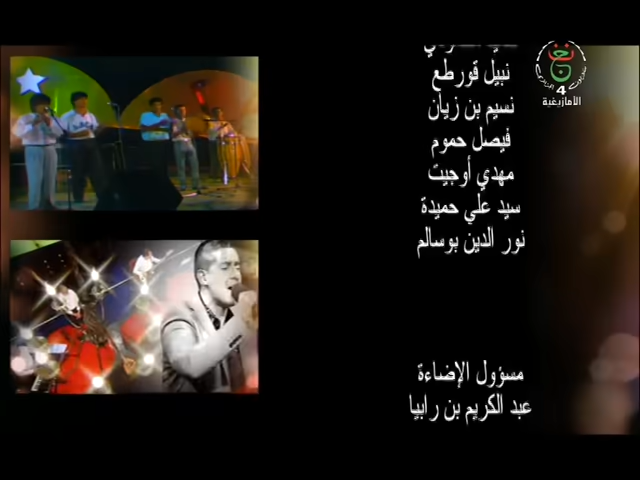 نبيل قورطع
نسيم بن زيان
فيصل حموم
مهدي أوجيت
سيد علي حميدة
نور الدين بوسالم
مسؤول الإضاءة
عبد الكريم بن رابيا
4
الأمازيغية